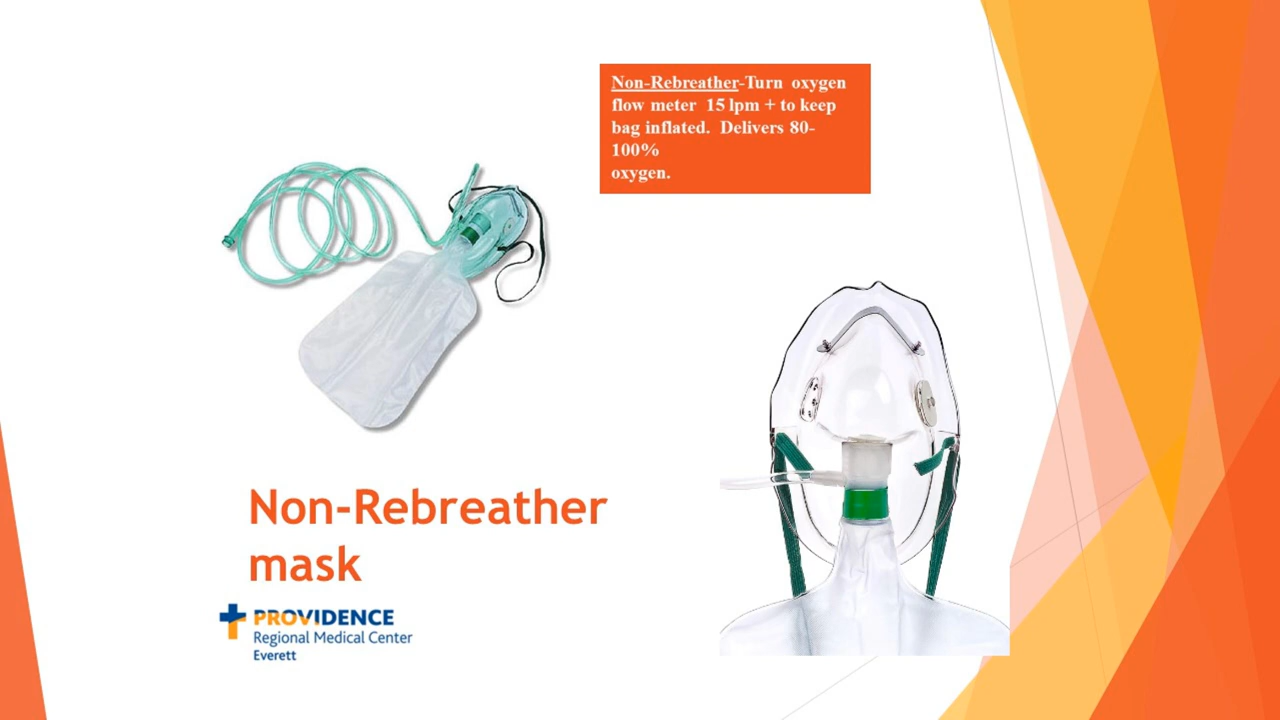 Non-Rebreather-Turn oxygen
flow meter 15 lpm + to keep
bag inflated. Delivers 80-
100%
oxygen.
Non-Rebreather
mask
PROVIDENCE
Regional Medical Center
Everett